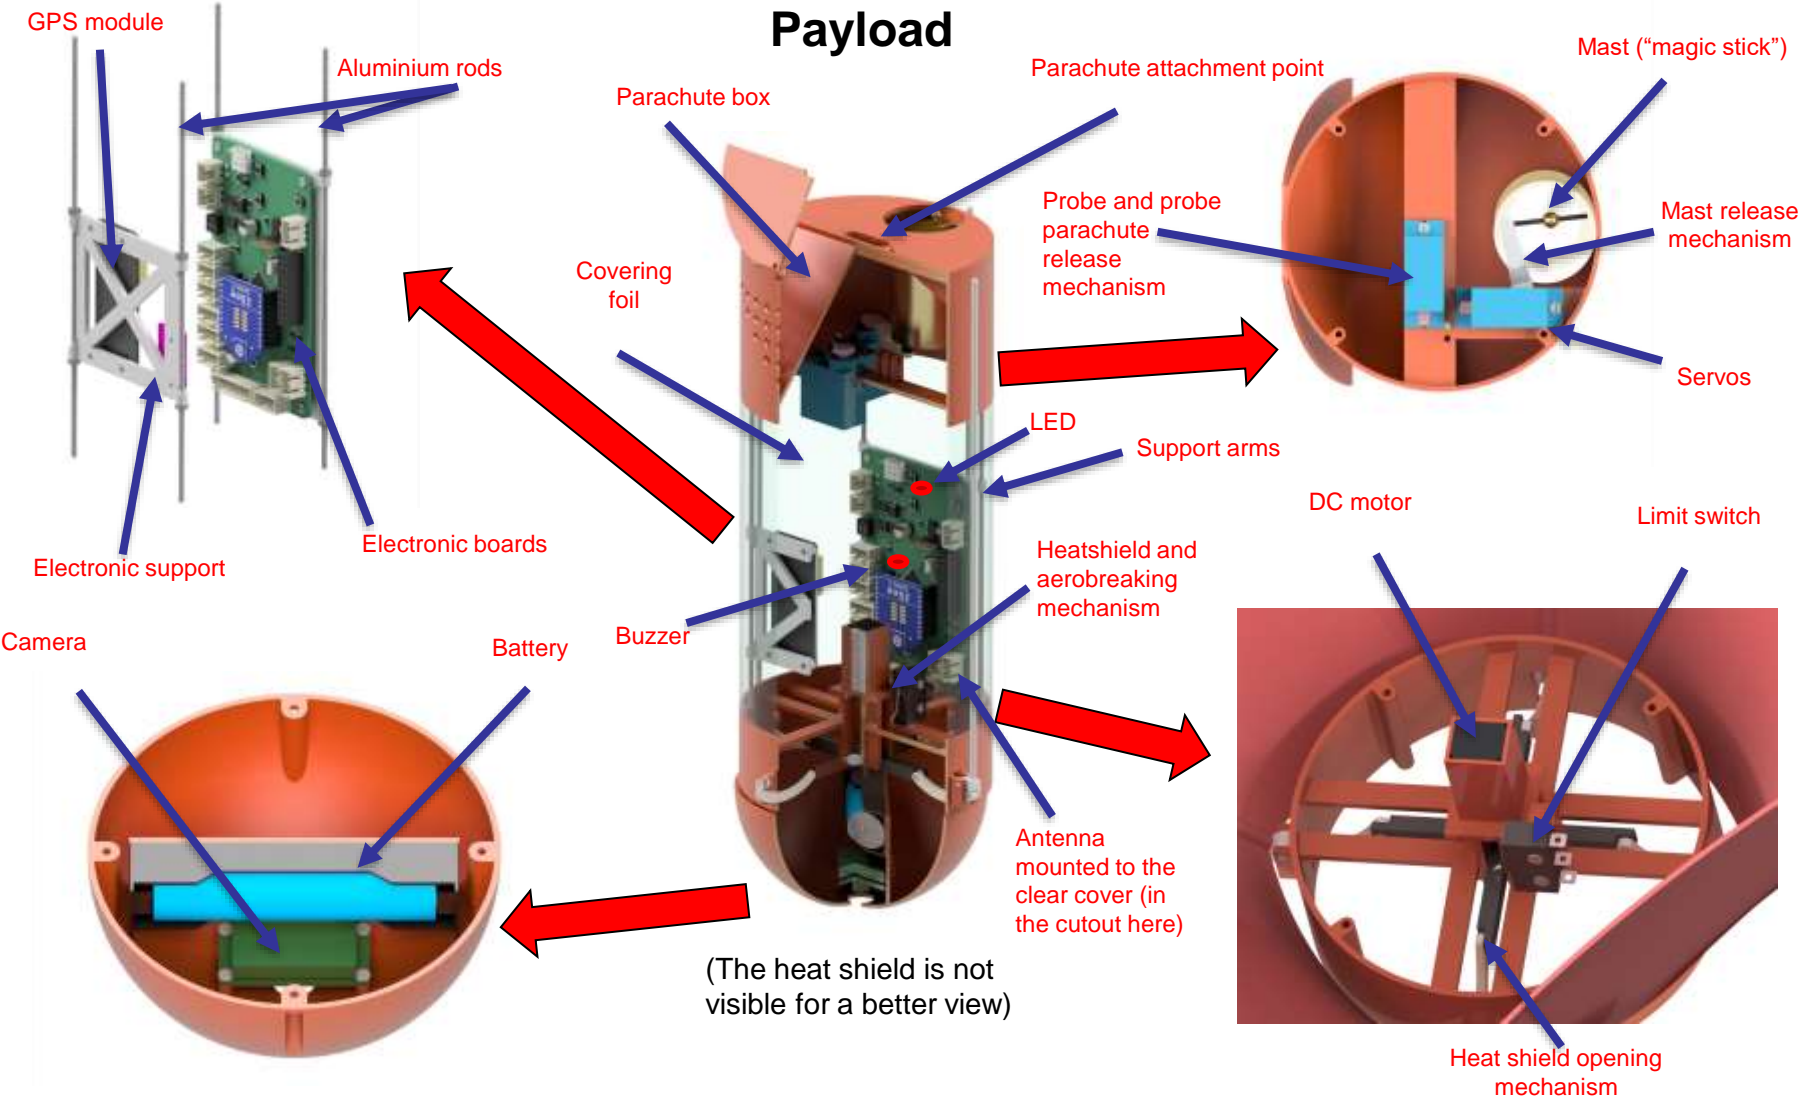 Payload
GPS module
Aluminium rods
Electronic boards
Electronic support
Parachute box
Parachute attachment point
Covering
foil
Mast (“magic stick”)
Probe and probe
parachute
release
mechanism
Mast release
mechanism
Servos
LED
Support arms
Heatshield and
aerobreaking
mechanism
Buzzer
Antenna
mounted to the
clear cover (in
the cutout here)
DC motor
Limit switch
Heat shield opening
mechanism
Camera
Battery
(The heat shield is not
visible for a better view)